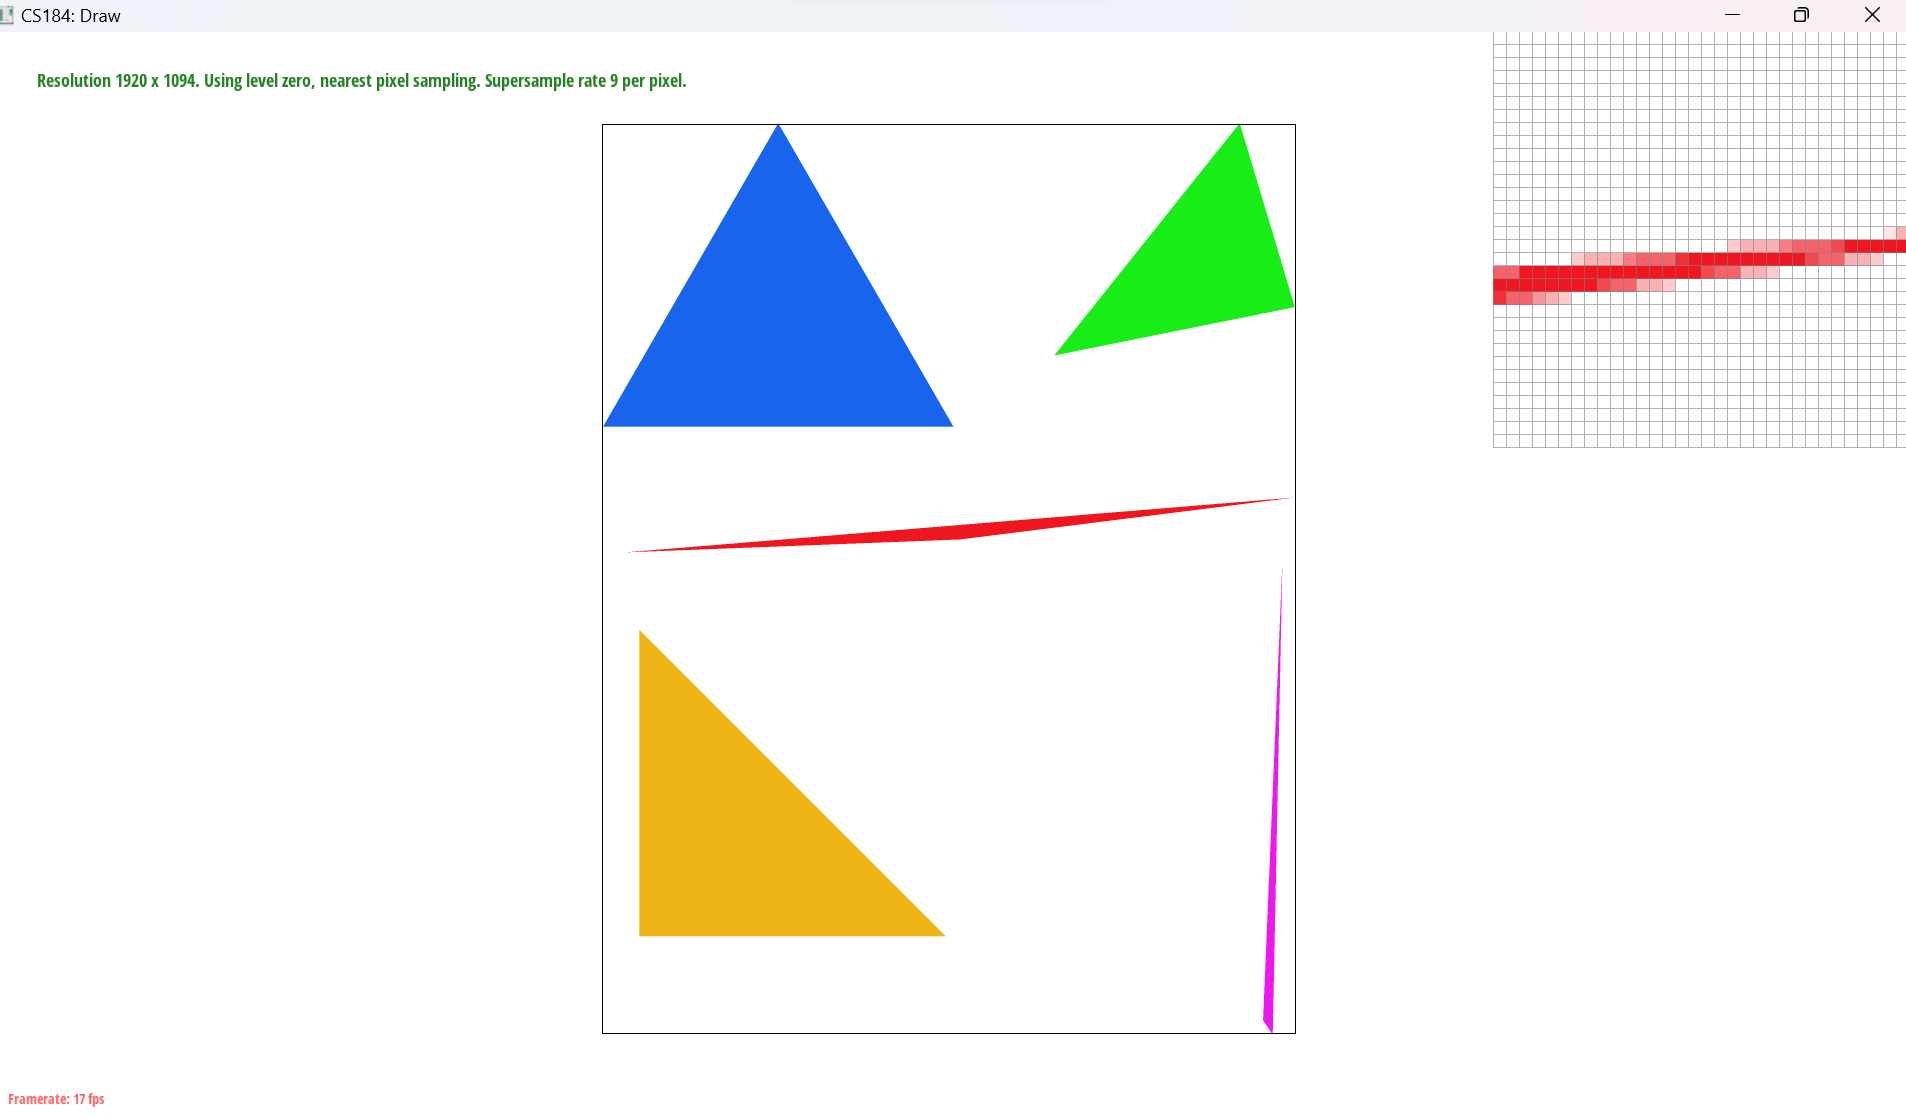 CS184: Draw
Resolution 1920 x 1094. Using level zero, nearest pixel sampling. Supersample rate 9 per pixel.
Framerate: 17 fps